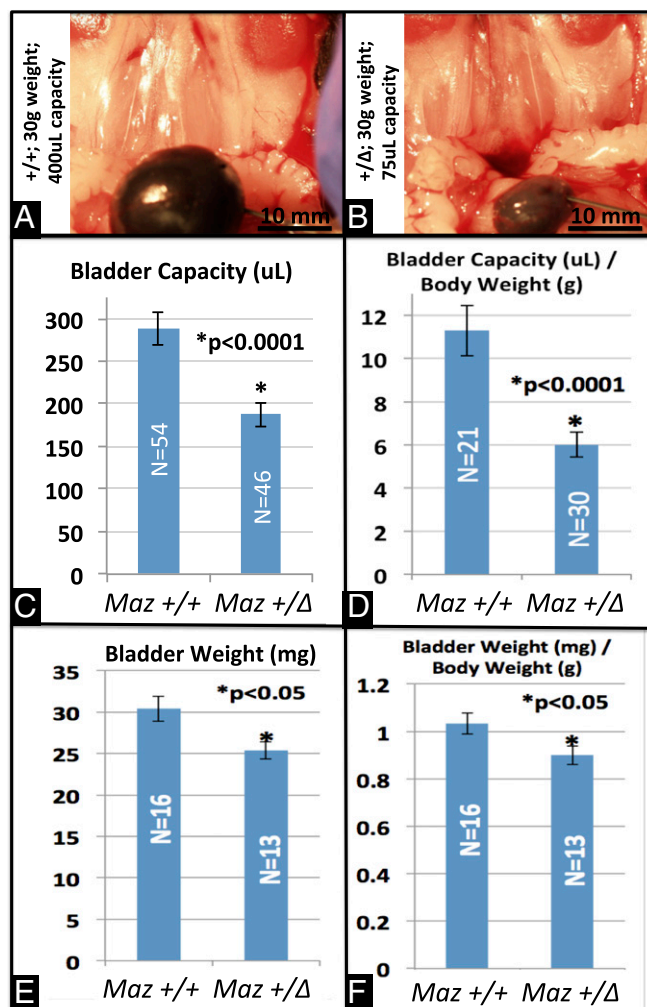 +/+; 30g weight;
400uL capacity
10 mm
A
+/Δ; 30g weight;
75uL capacity
10 mm
B
Bladder Capacity (uL)
300
250
200
150
100
50
0
*p<0.0001
*
N=54
N=46
Maz +/+ Maz +/Δ
C
Bladder Capacity (uL) /
Body Weight (g)
12
10
8
6
4
2
0
*p<0.0001
*
N=21
N=30
Maz +/+ Maz +/Δ
D
Bladder Weight (mg)
35
30
25
20
15
10
5
0
*p<0.05
*
N=16
N=13
Maz +/+ Maz +/Δ
E
Bladder Weight (mg) /
Body Weight (g)
1.2
1
0.8
0.6
0.4
0.2
0
*p<0.05
*
N=16
N=13
Maz +/+ Maz +/Δ
F